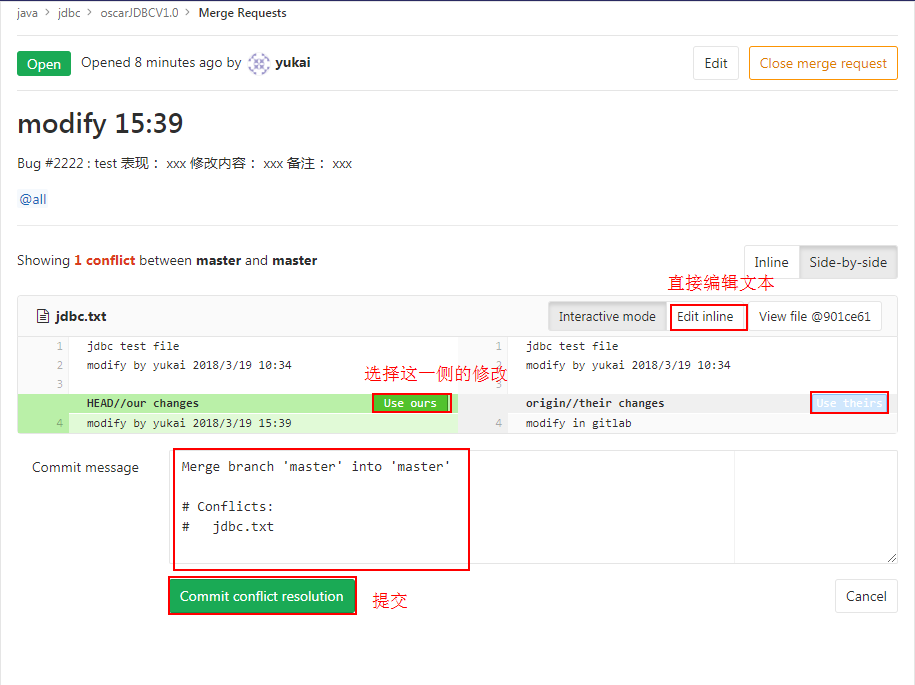 java > jdbc > oscarJDBCV1.0 > Merge Requests
Open Opened 8 minutes ago by yukai Edit Close merge request
modify 15:39
Bug #2222 : test 表现： xxx 修改内容： xxx 备注： xxx
@all
Showing 1 conflict between master and master Inline Side-by-side
直接编辑文本
jdbc.txt Interactive mode Edit inline View file @901ce61
1 jdbc test file 1 jdbc test file
2 modify by yukai 2018/3/19 10:34 2 modify by yukai 2018/3/19 10:34
选择这一侧的修改
3 3
HEAD//our changes Use ours origin//their changes Use theirs
4 modify by yukai 2018/3/19 15:39 4 modify in gitlab
Commit message Merge branch 'master' into 'master'
# Conflicts:
# jdbc.txt
Commit conflict resolution 提交 Cancel